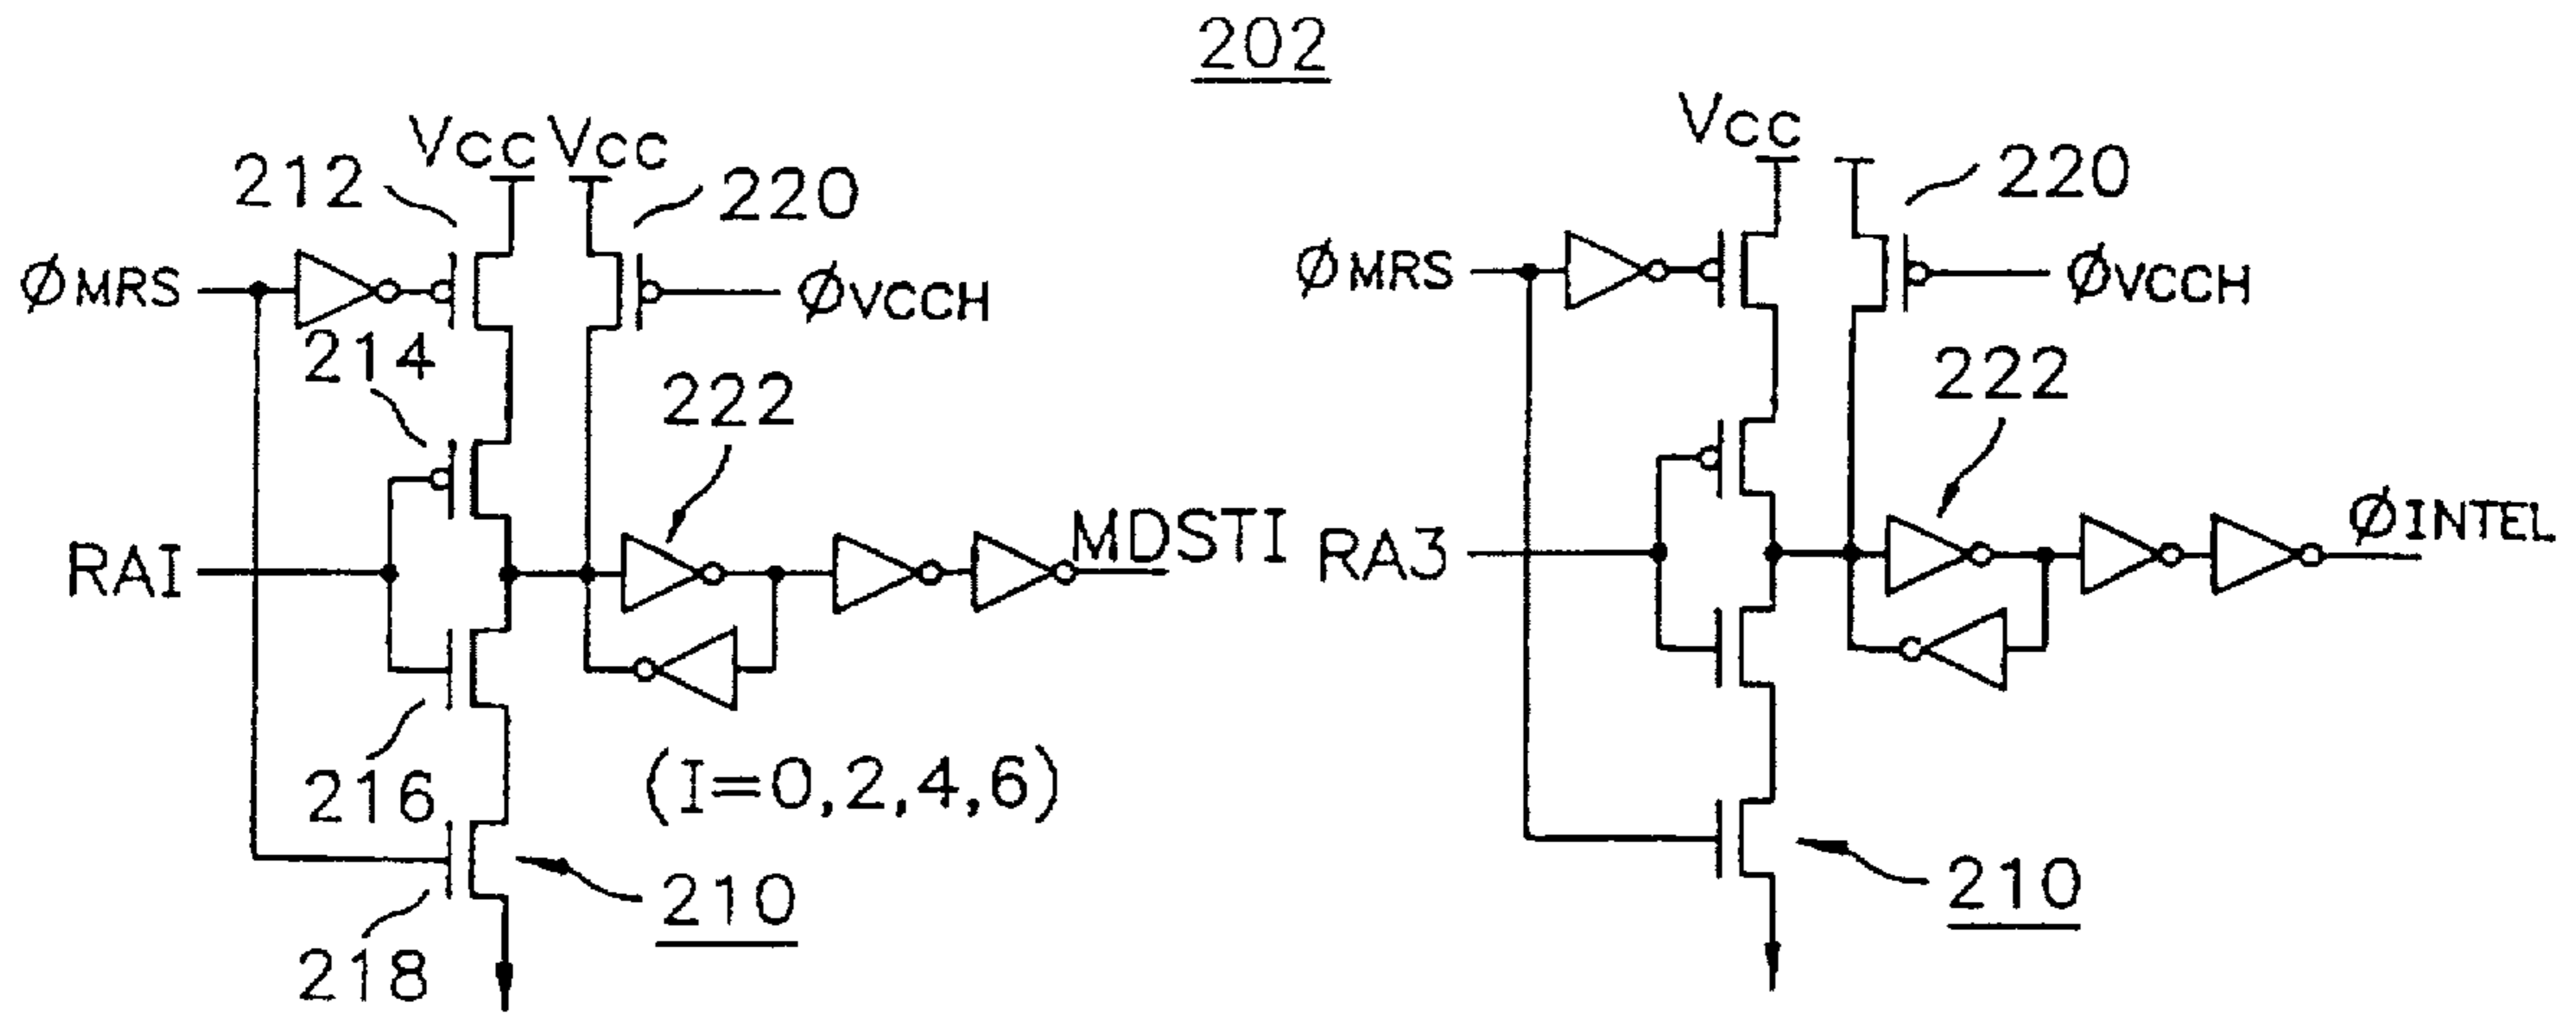 202
Vcc Vcc
212
220
ØMRS
ØVCCH
214
222
RAI
MDSTI
216
(I=0,2,4,6)
210
218
Vcc
220
ØMRS
ØVCCH
222
RA3
ØINTEL
210